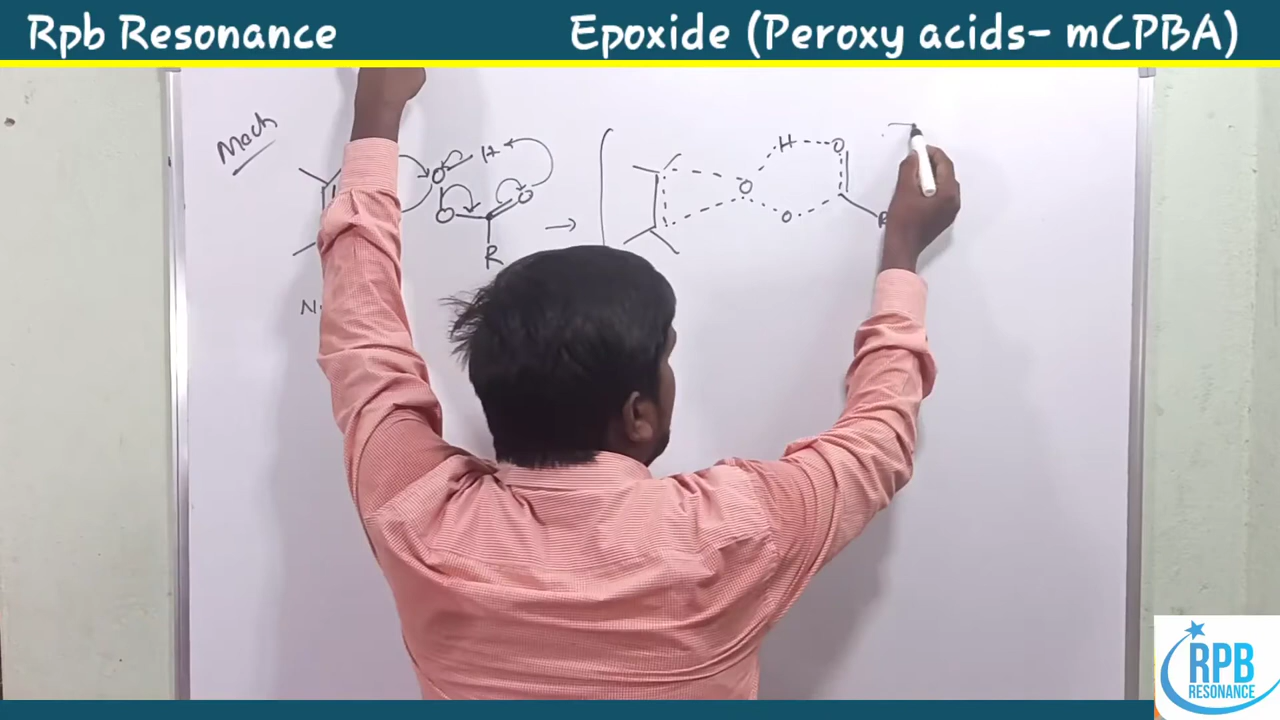 Rpb Resonance
Epoxide (Peroxy acids- mCPBA)
Mech
H
O
O
O
R
H
O
O
O
RPB
RESONANCE